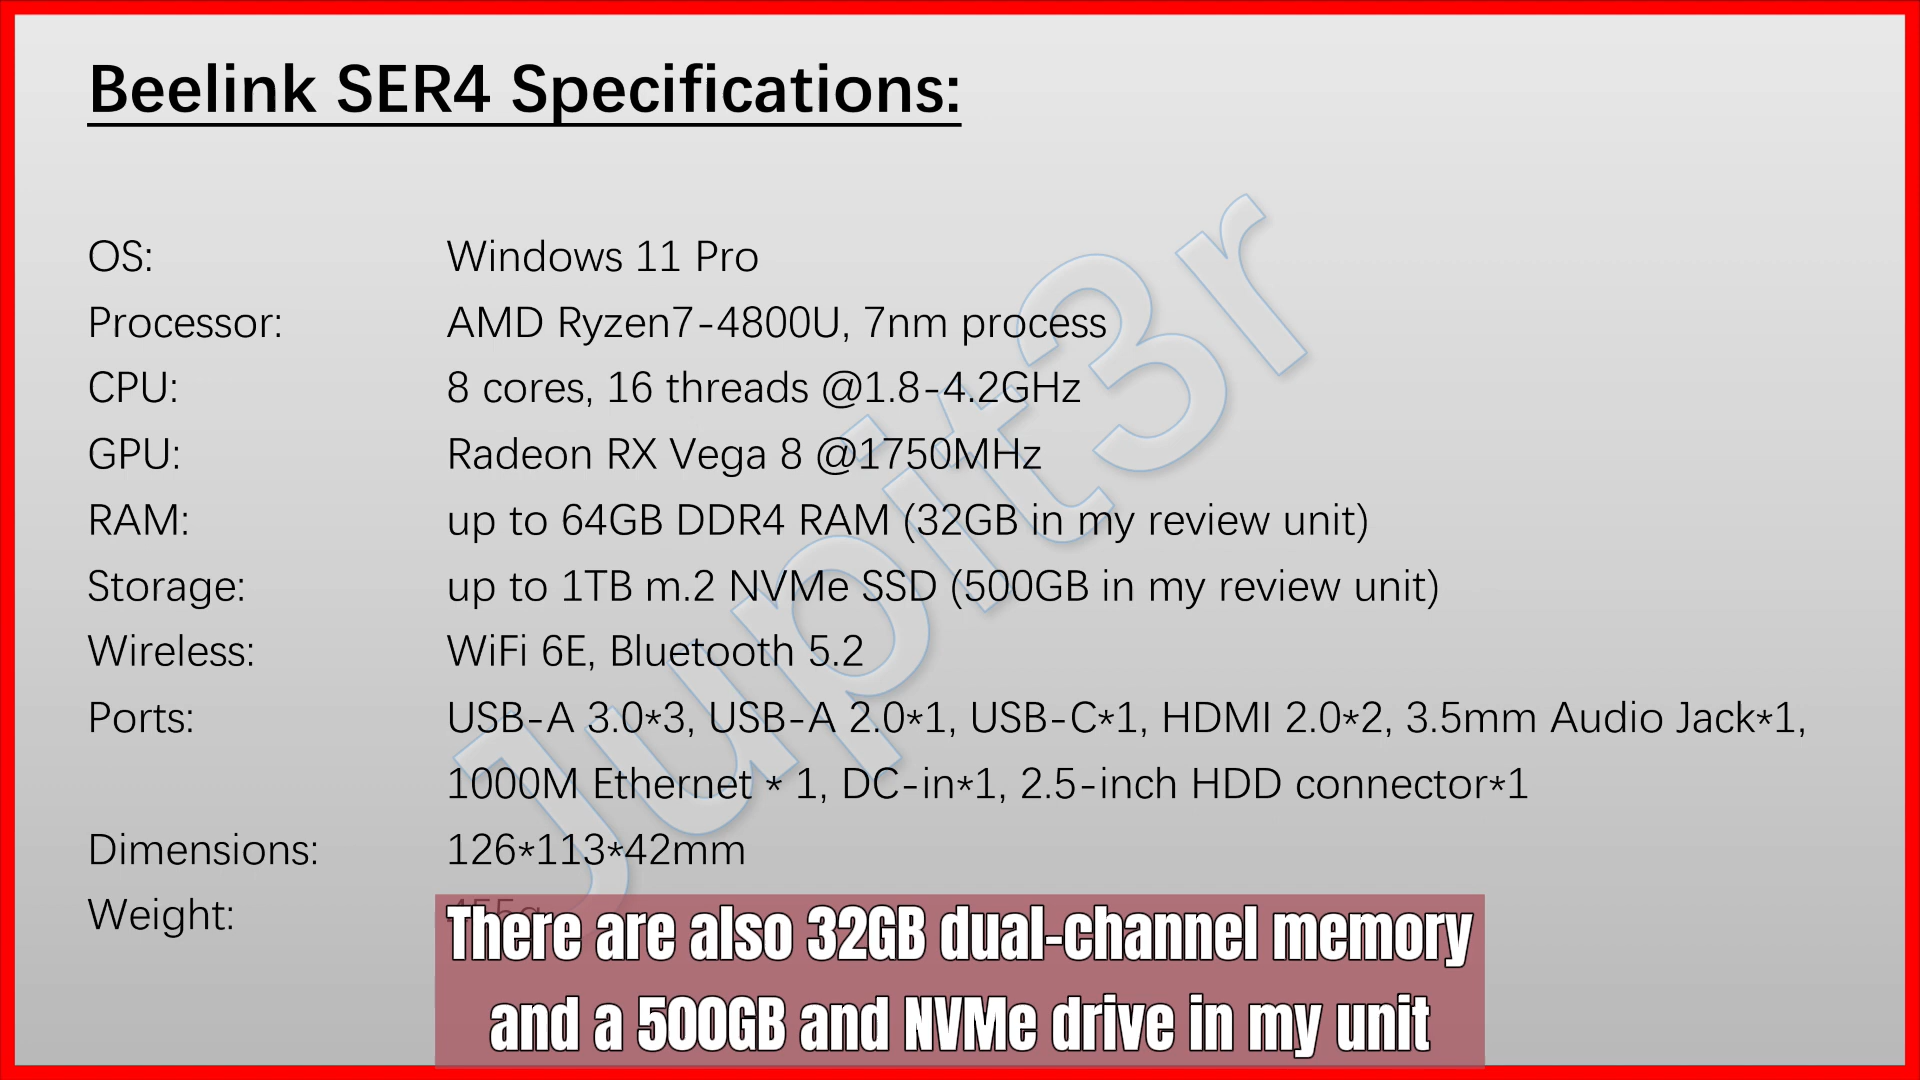 Beelink SER4 Specifications:
OS: Windows 11 Pro
Processor: AMD Ryzen7-4800U, 7nm process
CPU: 8 cores, 16 threads @1.8-4.2GHz
GPU: Radeon RX Vega 8 @1750MHz
RAM: up to 64GB DDR4 RAM (32GB in my review unit)
Storage: up to 1TB m.2 NVMe SSD (500GB in my review unit)
Wireless: WiFi 6E, Bluetooth 5.2
Ports: USB-A 3.0*3, USB-A 2.0*1, USB-C*1, HDMI 2.0*2, 3.5mm Audio Jack*1,
1000M Ethernet * 1, DC-in*1, 2.5-inch HDD connector*1
Dimensions: 126*113*42mm
Weight:
There are also 32GB dual-channel memory
and a 500GB and NVMe drive in my unit
Jupit3r